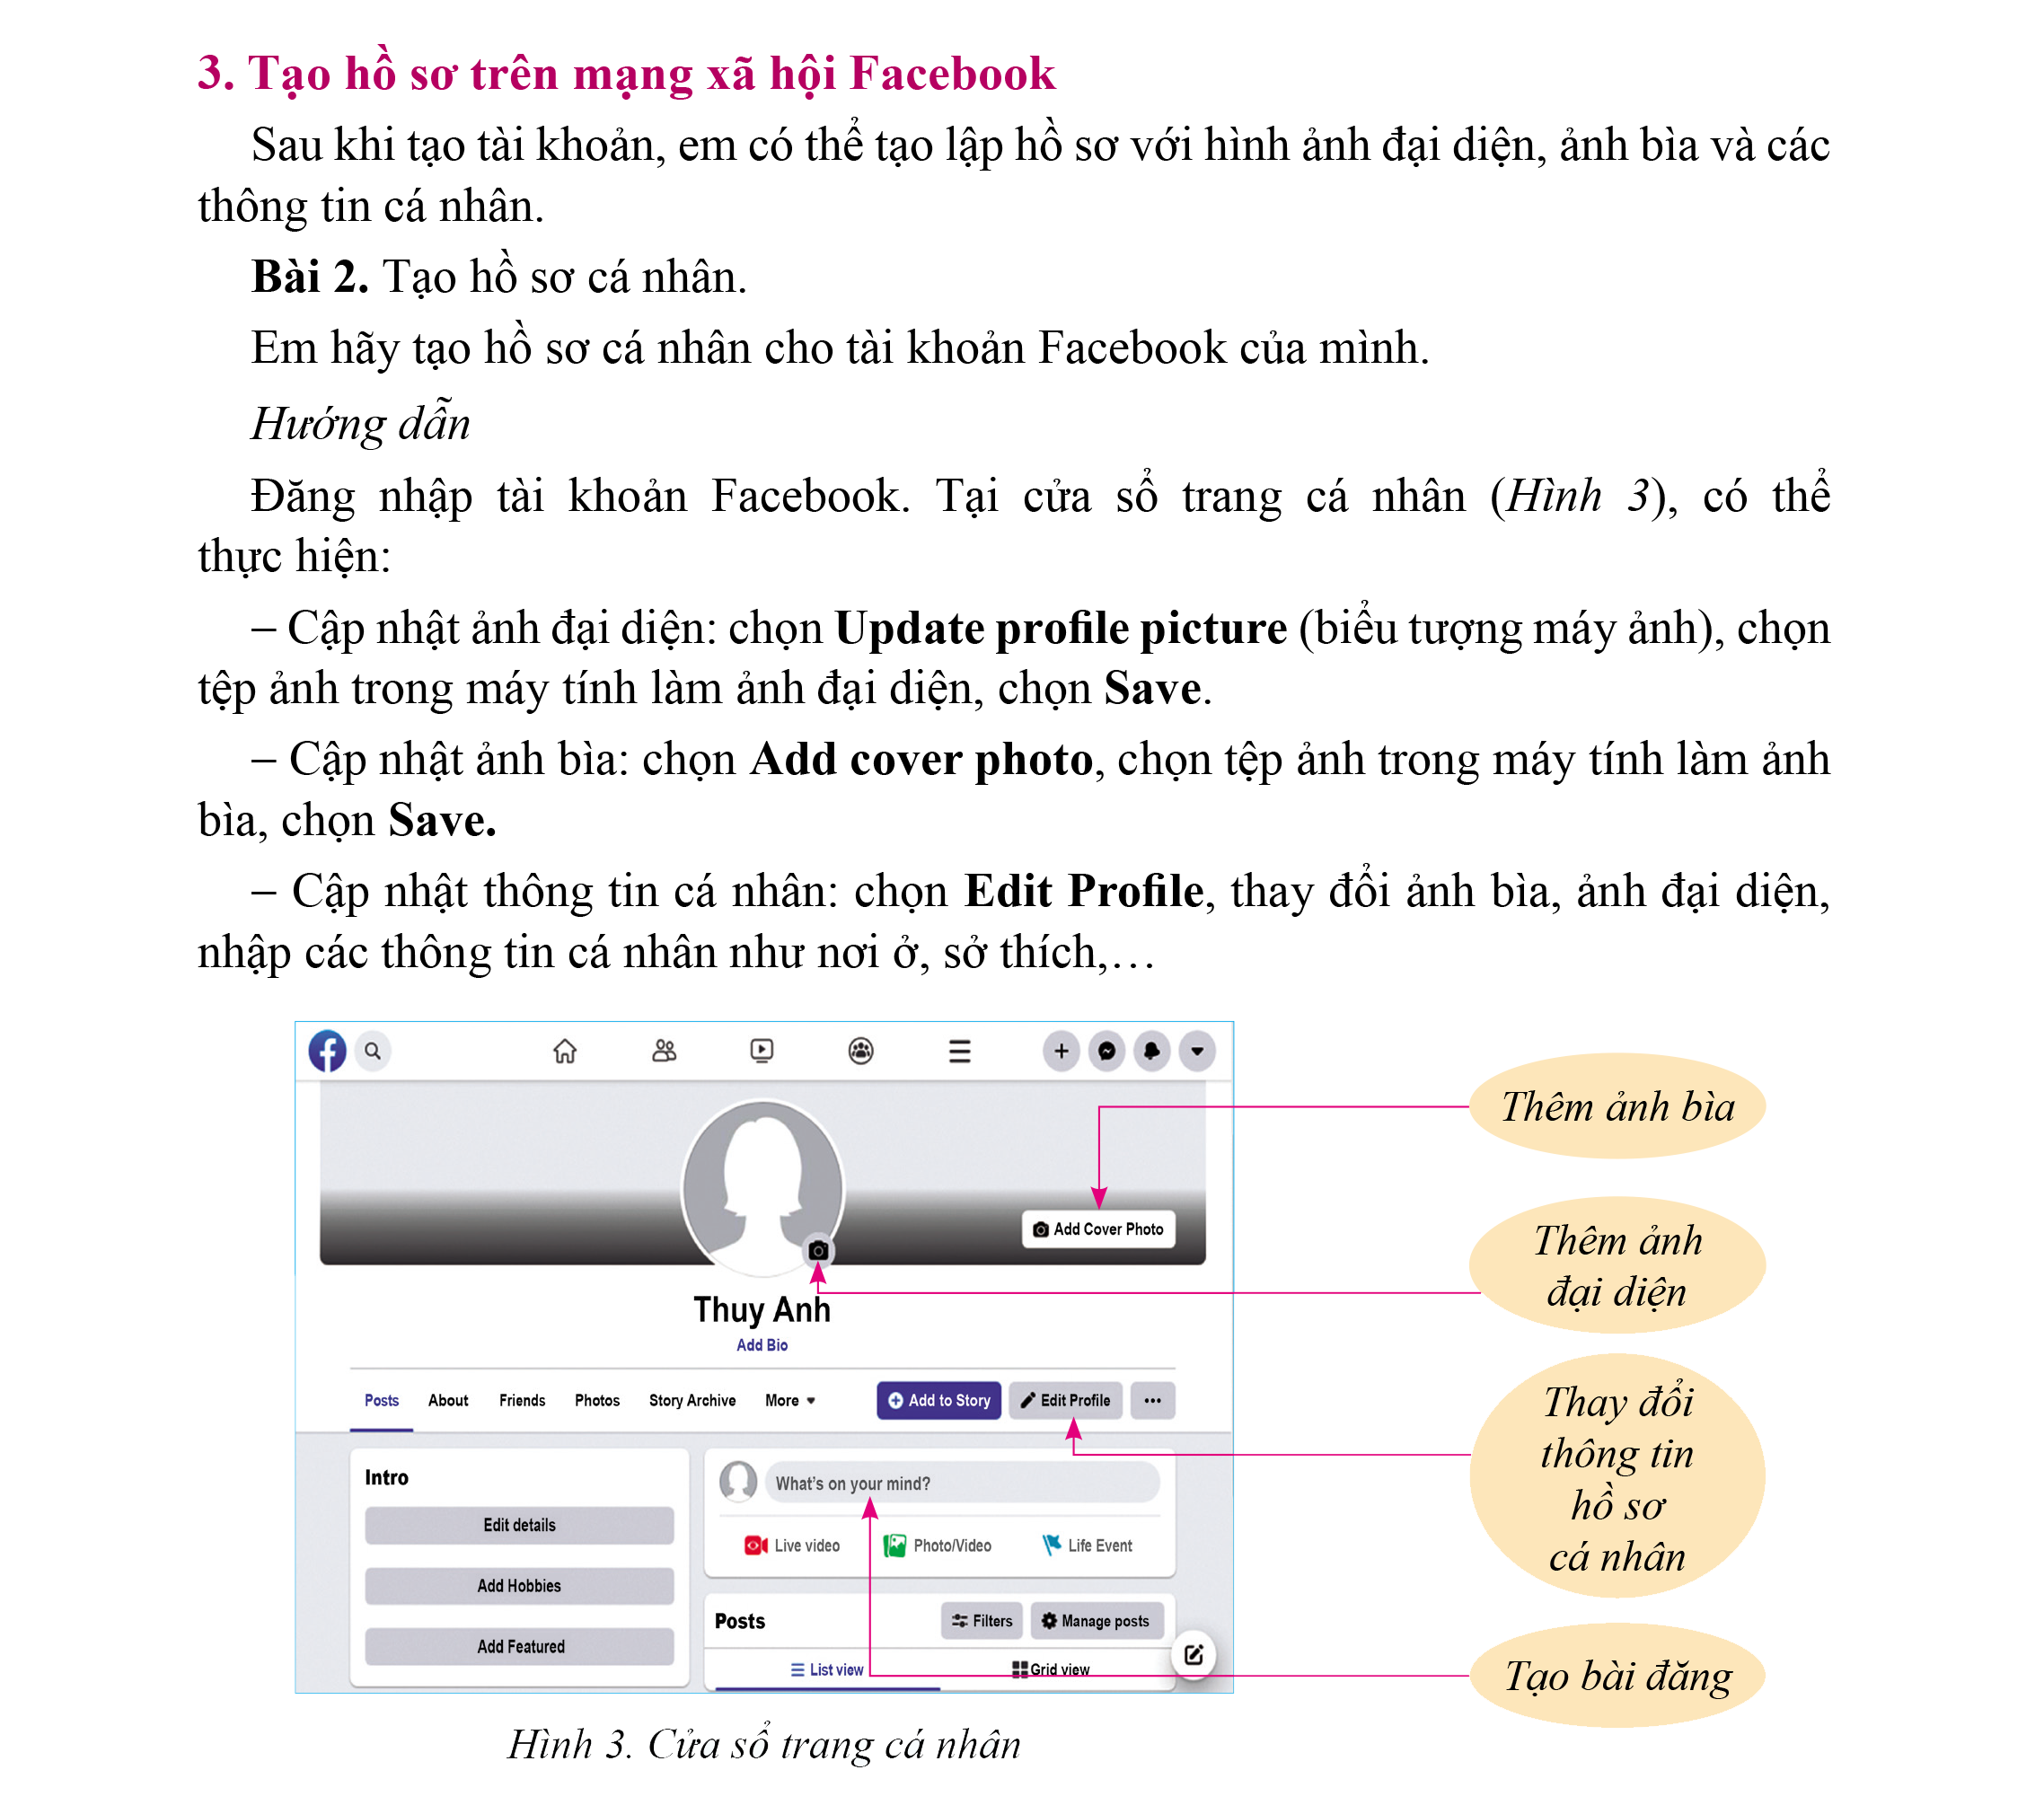 3. Tạo hồ sơ trên mạng xã hội Facebook
Sau khi tạo tài khoản, em có thể tạo lập hồ sơ với hình ảnh đại diện, ảnh bìa và các
thông tin cá nhân.
Bài 2. Tạo hồ sơ cá nhân.
Em hãy tạo hồ sơ cá nhân cho tài khoản Facebook của mình.
Hướng dẫn
Đăng nhập tài khoản Facebook. Tại cửa sổ trang cá nhân (Hình 3), có thể
thực hiện:
– Cập nhật ảnh đại diện: chọn Update profile picture (biểu tượng máy ảnh), chọn
tệp ảnh trong máy tính làm ảnh đại diện, chọn Save.
– Cập nhật ảnh bìa: chọn Add cover photo, chọn tệp ảnh trong máy tính làm ảnh
bìa, chọn Save.
– Cập nhật thông tin cá nhân: chọn Edit Profile, thay đổi ảnh bìa, ảnh đại diện,
nhập các thông tin cá nhân như nơi ở, sở thích,…
Thêm ảnh bìa
Add Cover Photo
Thêm ảnh
đại diện
Thuy Anh
Add Bio
Posts About Friends Photos Story Archive More Add to Story Edit Profile
Thay đổi
thông tin
hồ sơ
cá nhân
Intro
Edit details
Add Hobbies
Add Featured
What's on your mind?
Live video Photo/Video Life Event
Posts Filters Manage posts
List view Grid view
Tạo bài đăng
Hình 3. Cửa sổ trang cá nhân